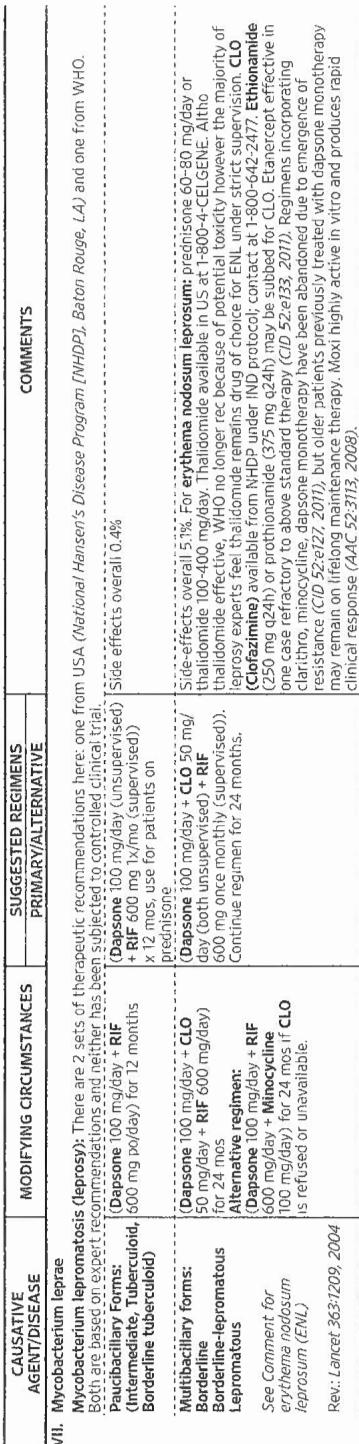 CAUSATIVE
AGENT/DISEASE
MODIFYING CIRCUMSTANCES
SUGGESTED REGIMENS
PRIMARY/ALTERNATIVE
COMMENTS
VII. Mycobacterium leprae
Mycobacterium lepromatosis (leprosy): There are 2 sets of therapeutic recommendations here: one from USA (National Hansen's Disease Program [NHDP], Baton Rouge, LA) and one from WHO.
Both are based on expert recommendations and neither has been subjected to controlled clinical trial.
Paucibacillary Forms:
(Intermediate, Tuberculoid,
Borderline tuberculoid)
(Dapsone 100 mg/day + RIF
600 mg po/day) for 12 months
(Dapsone 100 mg/day (unsupervised)
+ RIF 600 mg 1x/mo (supervised))
x 12 mos, use for patients on
prednisone
Side effects overall 0.4%
Multibacillary forms:
Borderline
Borderline-lepromatous
Lepromatous
See Comment for
erythema nodosum
leprosum (ENL)
Rev.: Lancet 363:1209, 2004
(Dapsone 100 mg/day + CLO
50 mg/day + RIF 600 mg/day)
for 24 mos
Alternative regimen:
(Dapsone 100 mg/day + RIF
600 mg/day + Minocycline
100 mg/day) for 24 mos if CLO
is refused or unavailable.
(Dapsone 100 mg/day + CLO 50 mg/
day (both unsupervised) + RIF
600 mg once monthly (supervised)).
Continue regimen for 24 months.
Side-effects overall 5.1%. For erythema nodosum leprosum: prednisone 60-80 mg/day or
thalidomide 100-400 mg/day. Thalidomide available in US at 1-800-4-CELGENE. Altho
thalidomide effective, WHO no longer rec because of potential toxicity however the majority of
leprosy experts feel thalidomide remains drug of choice for ENL under strict supervision. CLO
(Clofazimine) available from NHDP under IND protocol; contact at 1-800-642-2477. Ethionamide
(250 mg q24h) or prothionamide (375 mg q24h) may be subbed for CLO. Etanercept effective in
one case refractory to above standard therapy (CID 52:e133, 2011). Regimens incorporating
clarithro, minocycline, dapsone monotherapy have been abandoned due to emergence of
resistance (CID 52:e127, 2011), but older patients previously treated with dapsone monotherapy
may remain on lifelong maintenance therapy. Moxi highly active in vitro and produces rapid
clinical response (AAC 52:3113, 2008).